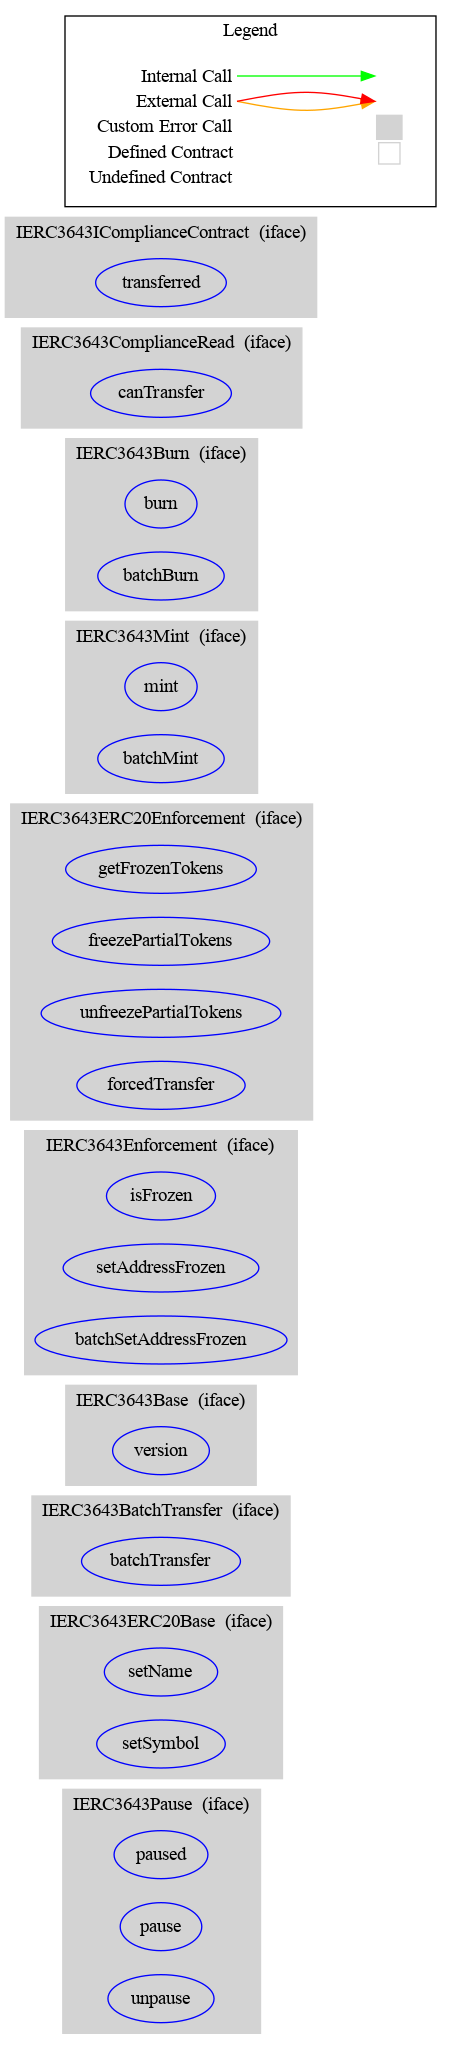 Legend
Internal Call
External Call
Custom Error Call
Defined Contract
Undefined Contract
IERC3643IComplianceContract (iface)
transferred
IERC3643ComplianceRead (iface)
canTransfer
IERC3643Burn (iface)
burn
batchBurn
IERC3643Mint (iface)
mint
batchMint
IERC3643ERC20Enforcement (iface)
getFrozenTokens
freezePartialTokens
unfreezePartialTokens
forcedTransfer
IERC3643Enforcement (iface)
isFrozen
setAddressFrozen
batchSetAddressFrozen
IERC3643Base (iface)
version
IERC3643BatchTransfer (iface)
batchTransfer
IERC3643ERC20Base (iface)
setName
setSymbol
IERC3643Pause (iface)
paused
pause
unpause